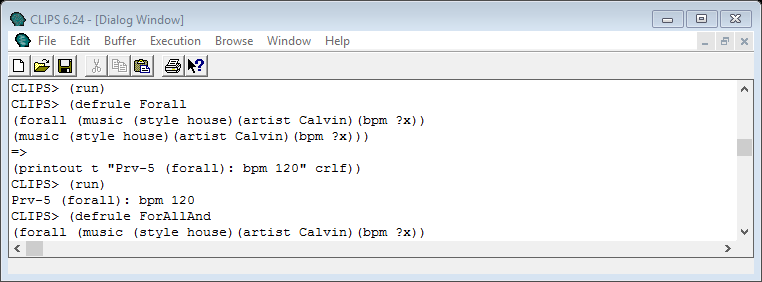 CLIPS 6.24 - [Dialog Window]
File Edit Buffer Execution Browse Window Help
CLIPS> (run)
CLIPS> (defrule Forall
(forall (music (style house)(artist Calvin)(bpm ?x))
(music (style house)(artist Calvin)(bpm ?x)))
=>
(printout t "Prv-5 (forall): bpm 120" crlf))
CLIPS> (run)
Prv-5 (forall): bpm 120
CLIPS> (defrule ForAllAnd
(forall (music (style house)(artist Calvin)(bpm ?x))